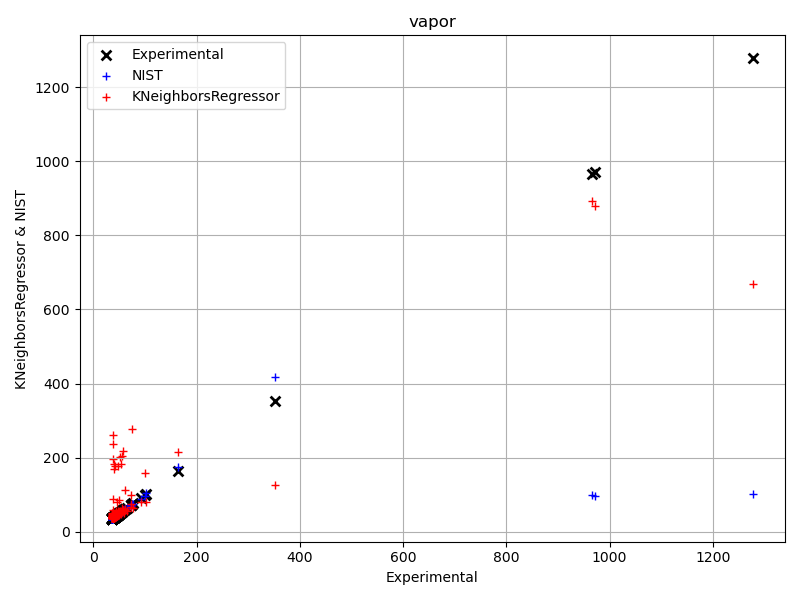 vapor
Experimental
NIST
KNeighborsRegressor
KNeighborsRegressor & NIST
1200
1000
800
600
400
200
0
0 200 400 600 800 1000 1200
Experimental